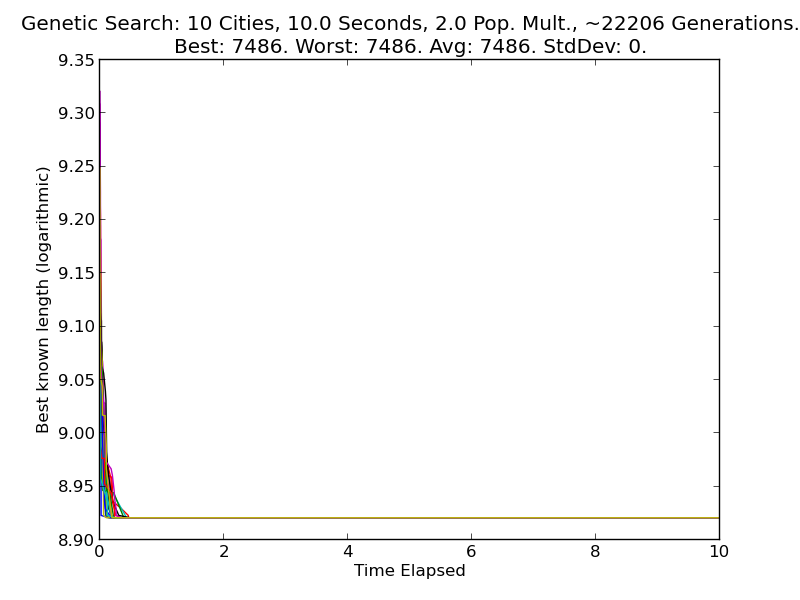 Genetic Search: 10 Cities, 10.0 Seconds, 2.0 Pop. Mult., ~22206 Generations.
Best: 7486. Worst: 7486. Avg: 7486. StdDev: 0.
9.35
9.30
9.25
9.20
9.15
9.10
9.05
9.00
8.95
8.90
Best known length (logarithmic)
0 2 4 6 8 10
Time Elapsed